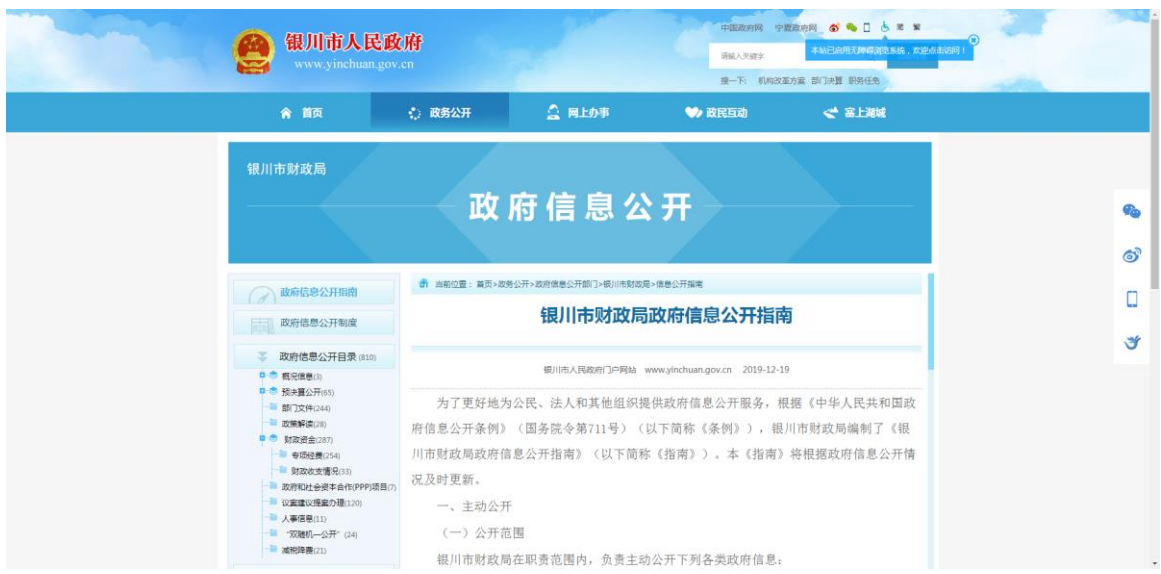 中国政府网 宁夏政府网 简 繁
银川市人民政府
www.yinchuan.gov.cn
请输入关键字
本站已启用无障碍浏览系统，欢迎点击访问！
搜一下： 机构改革方案 部门决算 职务任免
首页 政务公开 网上办事 政民互动 塞上湖城
银川市财政局
政府信息公开
政府信息公开指南
政府信息公开制度
政府信息公开目录 (810)
概况信息(3)
预决算公开(65)
部门文件(244)
政策解读(28)
财政资金(287)
专项经费(254)
财政收支情况(33)
政府和社会资本合作(PPP)项目(7)
议案建议提案办理(120)
人事信息(11)
“双随机一公开” (24)
减税降费(21)
当前位置：首页>政务公开>政府信息公开部门>银川市财政局>信息公开指南
银川市财政局政府信息公开指南
银川市人民政府门户网站 www.yinchuan.gov.cn 2019-12-19
为了更好地为公民、法人和其他组织提供政府信息公开服务，根据《中华人民共和国政
府信息公开条例》（国务院令第711号）（以下简称《条例》），银川市财政局编制了《银
川市财政局政府信息公开指南》（以下简称《指南》）。本《指南》将根据政府信息公开情
况及时更新。
一、主动公开
（一）公开范围
银川市财政局在职责范围内，负责主动公开下列各类政府信息：